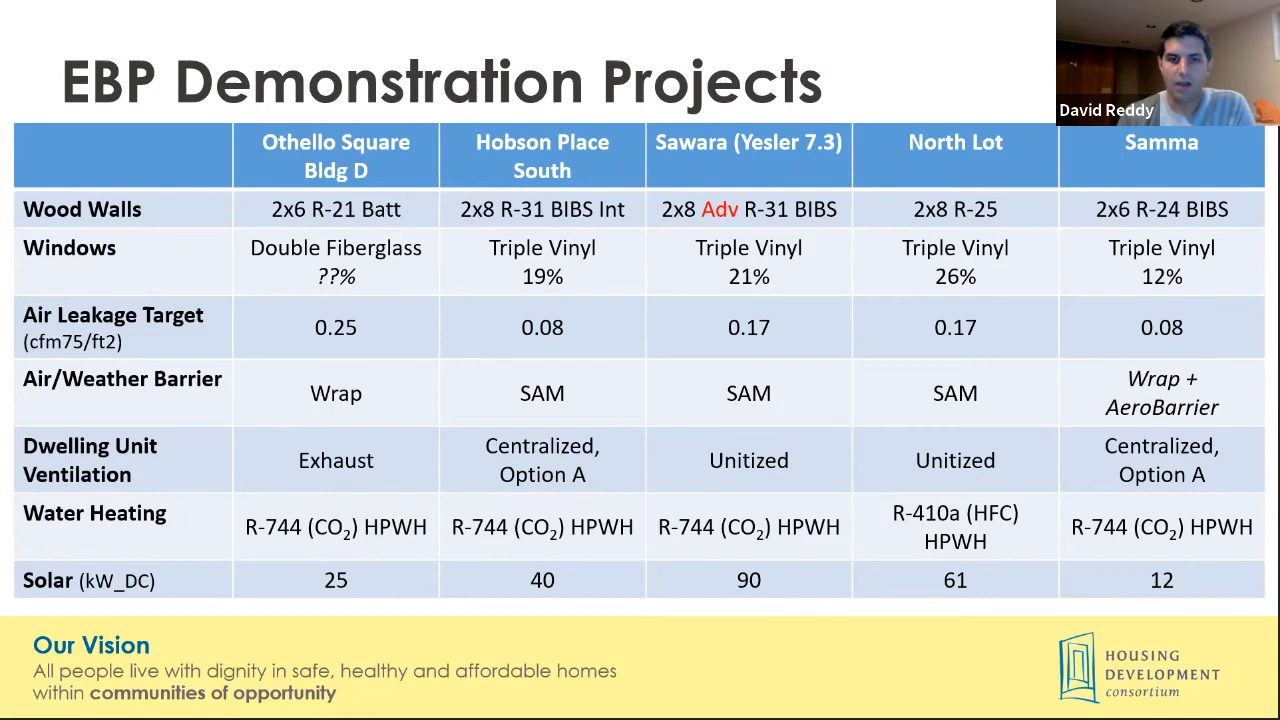 EBP Demonstration Projects
David Reddy
Othello Square
Bldg D
Hobson Place
South
Sawara (Yesler 7.3)
North Lot
Samma
Wood Walls
2x6 R-21 Batt
2x8 R-31 BIBS Int
2x8 Adv R-31 BIBS
2x8 R-25
2x6 R-24 BIBS
Windows
Double Fiberglass
??%
Triple Vinyl
19%
Triple Vinyl
21%
Triple Vinyl
26%
Triple Vinyl
12%
Air Leakage Target
(cfm75/ft2)
0.25
0.08
0.17
0.17
0.08
Air/Weather Barrier
Wrap
SAM
SAM
SAM
Wrap +
AeroBarrier
Dwelling Unit
Ventilation
Exhaust
Centralized,
Option A
Unitized
Unitized
Centralized,
Option A
Water Heating
R-744 (CO₂) HPWH
R-744 (CO₂) HPWH
R-744 (CO₂) HPWH
R-410a (HFC)
HPWH
R-744 (CO₂) HPWH
Solar (kW_DC)
25
40
90
61
12
Our Vision
All people live with dignity in safe, healthy and affordable homes
within communities of opportunity
HOUSING
DEVELOPMENT
consortium